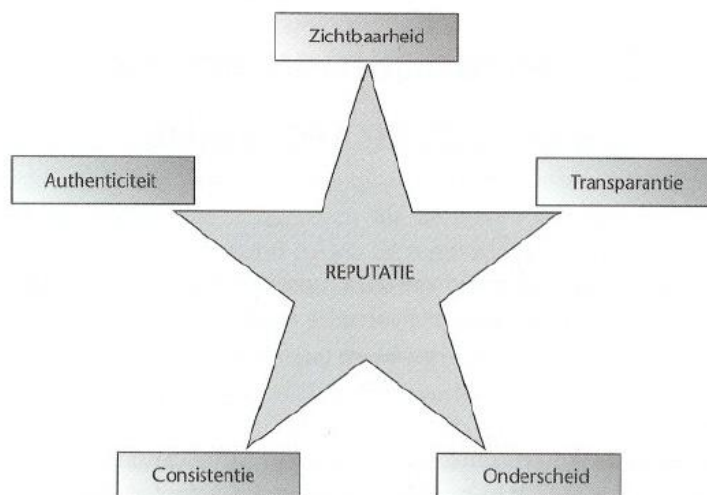 Zichtbaarheid
Authenticiteit
Transparantie
REPUTATIE
Consistentie
Onderscheid